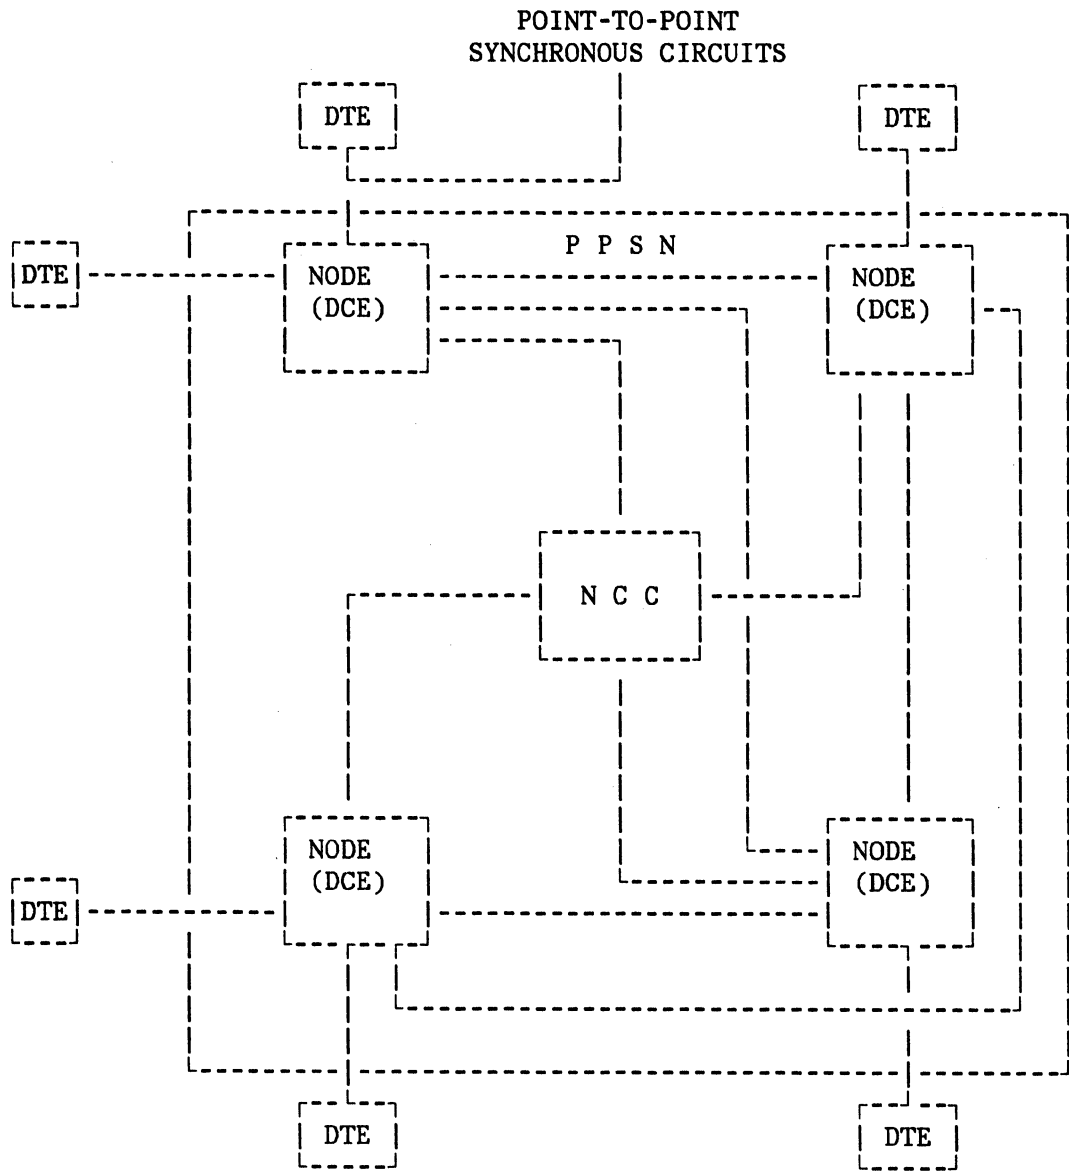 POINT-TO-POINT
SYNCHRONOUS CIRCUITS
DTE
DTE
P P S N
DTE
NODE
(DCE)
NODE
(DCE)
N C C
NODE
(DCE)
NODE
(DCE)
DTE
DTE
DTE